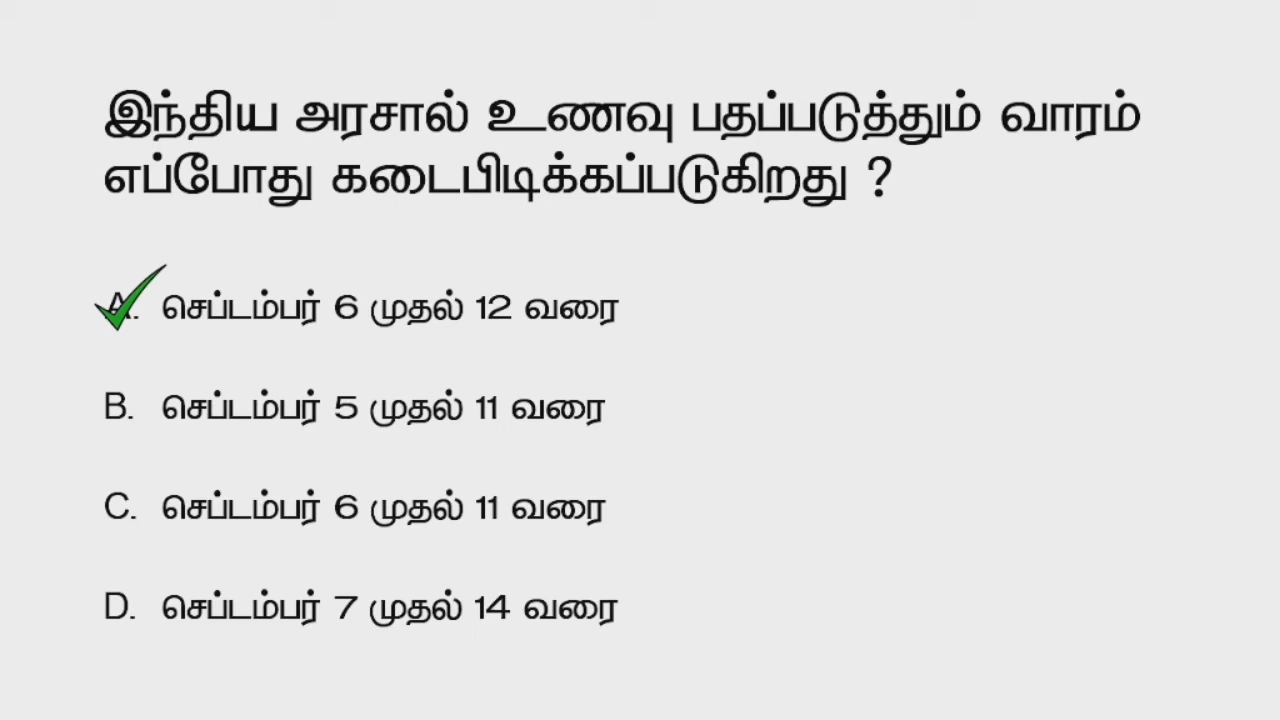 இந்திய அரசால் உணவு பதப்படுத்தும் வாரம்
எப்போது கடைபிடிக்கப்படுகிறது ?
A. செப்டம்பர் 6 முதல் 12 வரை
B. செப்டம்பர் 5 முதல் 11 வரை
C. செப்டம்பர் 6 முதல் 11 வரை
D. செப்டம்பர் 7 முதல் 14 வரை